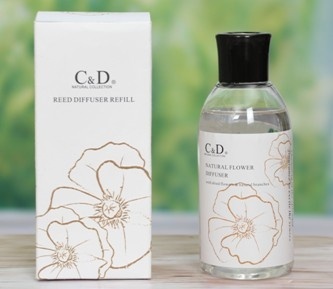 C&D®
NATURAL COLLECTION
REED DIFFUSER REFILL
C&D®
NATURAL FLOWER
DIFFUSER